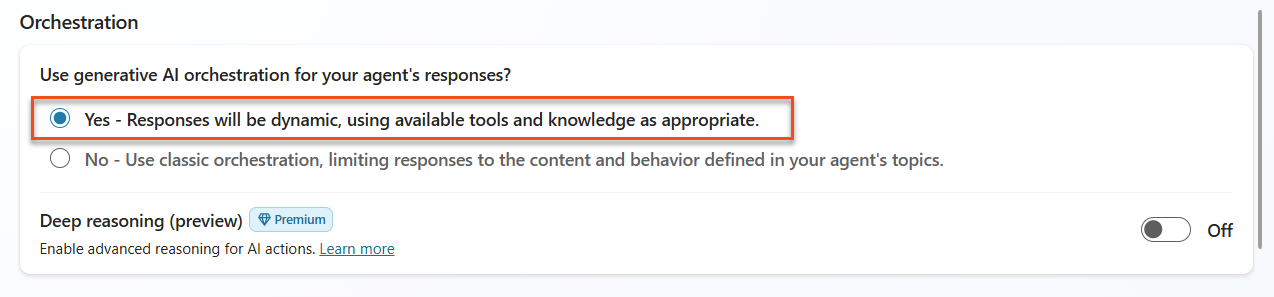 Orchestration
Use generative AI orchestration for your agent's responses?
Yes - Responses will be dynamic, using available tools and knowledge as appropriate.
No - Use classic orchestration, limiting responses to the content and behavior defined in your agent's topics.
Deep reasoning (preview) Premium
Off
Enable advanced reasoning for AI actions. Learn more